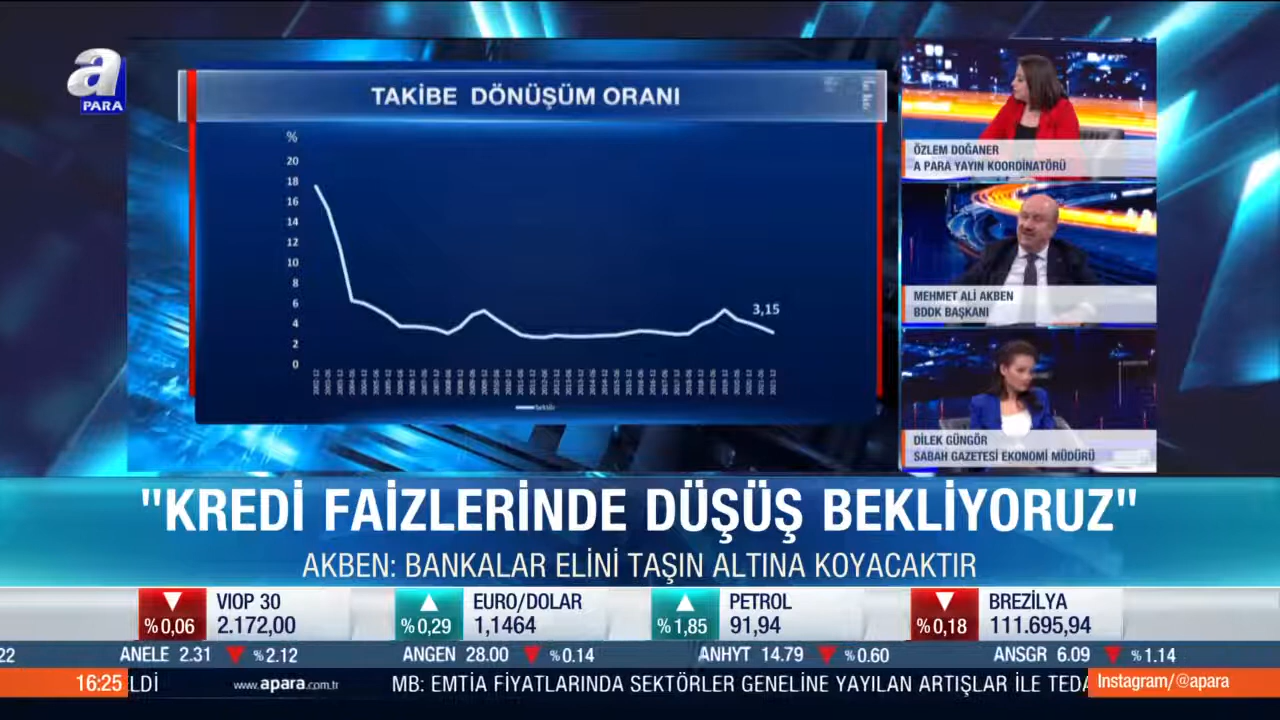 a
PARA
TAKİBE DÖNÜŞÜM ORANI
%
20
18
16
14
12
10
8
6
4
2
0
3,15
ÖZLEM DOĞANER
A PARA YAYIN KOORDİNATÖRÜ
MEHMET ALİ AKBEN
BDDK BAŞKANI
DİLEK GÜNGÖR
SABAH GAZETESİ EKONOMİ MÜDÜRÜ
"KREDİ FAİZLERİNDE DÜŞÜŞ BEKLİYORUZ"
AKBEN: BANKALAR ELİNİ TAŞIN ALTINA KOYACAKTIR
%0,06 VIOP 30 2.172,00
%0,29 EURO/DOLAR 1,1464
%1,85 PETROL 91,94
%0,18 BREZİLYA 111.695,94
22 ANELE 2.31 %2.12 ANGEN 28.00 %0.14 ANHYT 14.79 %0.60 ANSGR 6.09 %1.14
16:25 ELDİ www.apara.com.tr MB: EMTİA FİYATLARINDA SEKTÖRLER GENELİNE YAYILAN ARTIŞLAR İLE TEDA Instagram/@apara